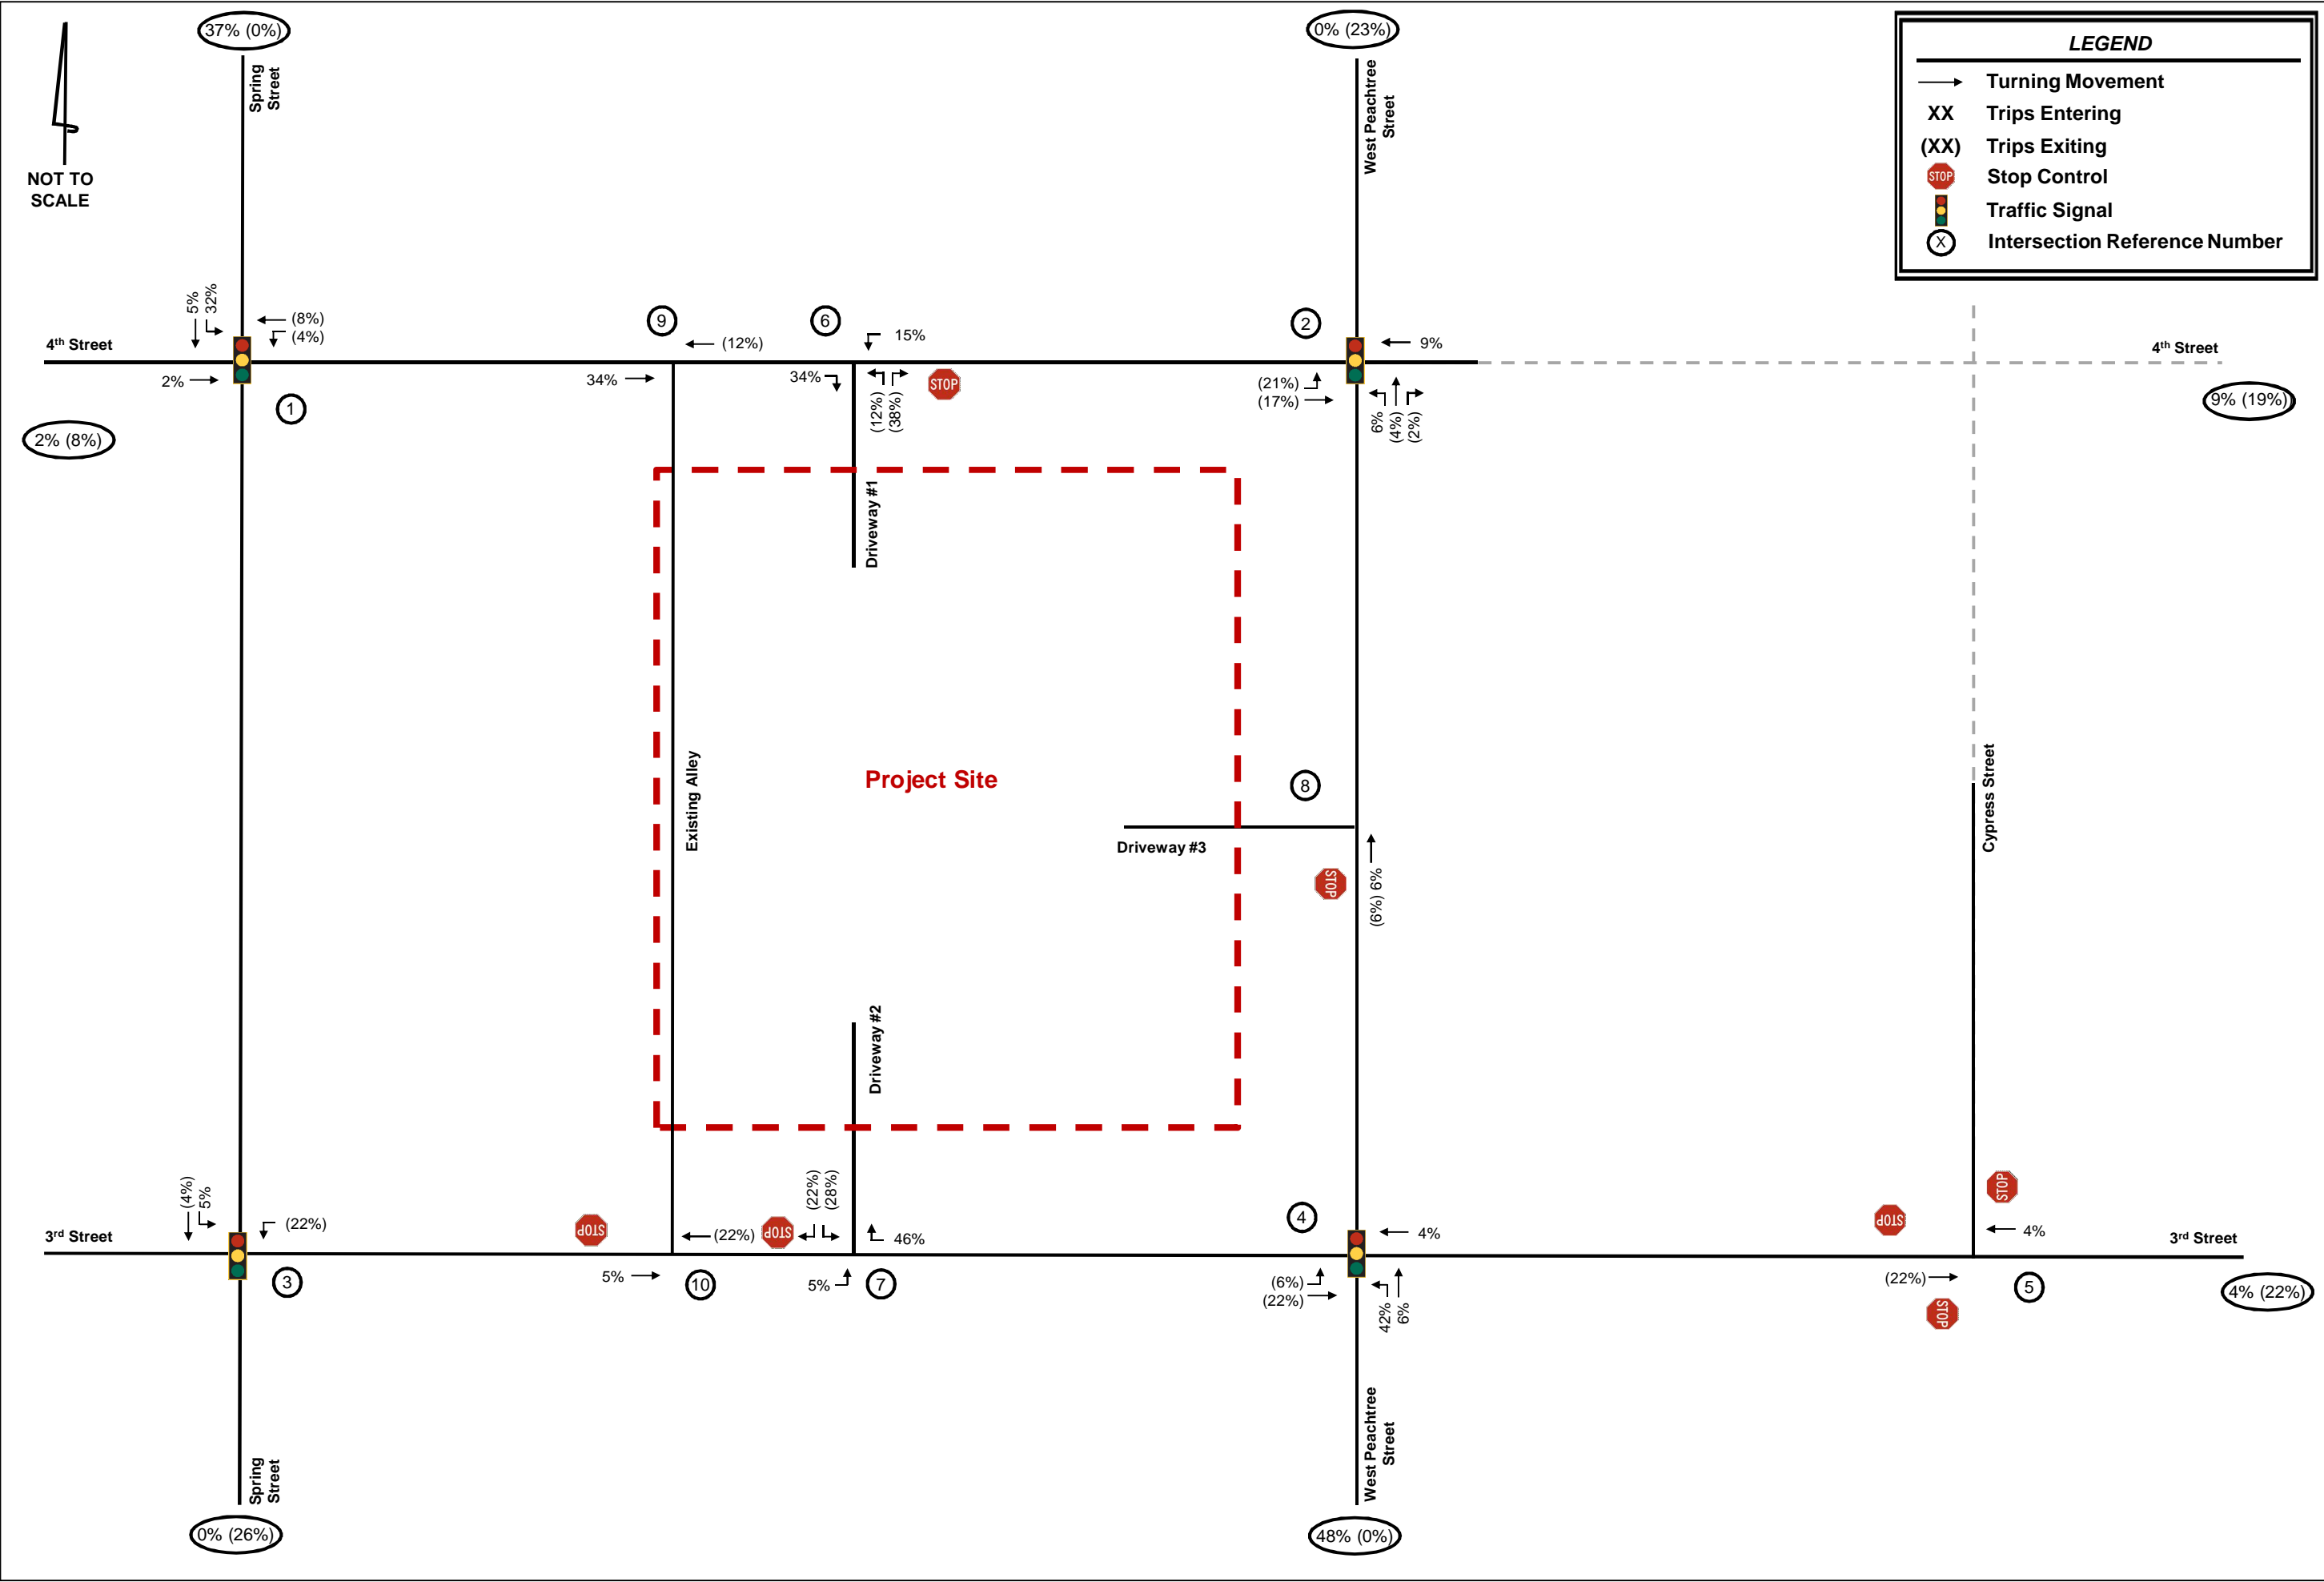 37% (0%)
0% (23%)
LEGEND
Turning Movement
XX Trips Entering
(XX) Trips Exiting
STOP Stop Control
Traffic Signal
X Intersection Reference Number
NOT TO
SCALE
Spring
Street
West Peachtree
Street
5%
32%
(8%)
(4%)
4th Street
2%
1
2% (8%)
9
(12%)
34%
6
15%
34%
(12%)
(38%)
STOP
2
9%
(21%)
(17%)
6%
(4%)
(2%)
4th Street
9% (19%)
Driveway #1
Existing Alley
Project Site
8
Driveway #3
STOP
(6%) 6%
Cypress Street
Driveway #2
(4%)
5%
(22%)
3rd Street
3
STOP
(22%)
STOP
(22%)
(28%)
46%
5%
10
5%
7
4
4%
(6%)
(22%)
42%
6%
STOP
STOP
4%
3rd Street
(22%)
STOP
5
4% (22%)
Spring
Street
West Peachtree
Street
0% (26%)
48% (0%)